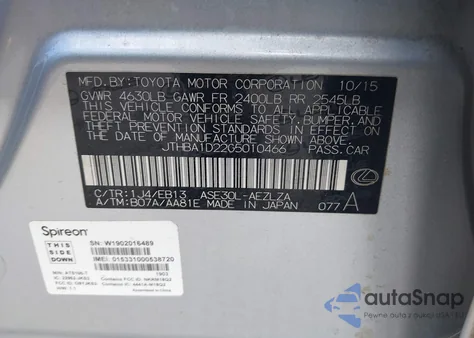 MFD. BY: TOYOTA MOTOR CORPORATION 10/15
GVWR 4630LB GAWR FR 2400LB RR 2545LB
THIS VEHICLE CONFORMS TO ALL APPLICABLE
FEDERAL MOTOR VEHICLE SAFETY, BUMPER, AND
THEFT PREVENTION STANDARDS IN EFFECT ON
THE DATE OF MANUFACTURE SHOWN ABOVE.
JTHBA1D22G5010466 PASS.CAR
C/TR: 1J4/EB13 ASE30L-AEZLZA
A/TM: B07A/AA81E MADE IN JAPAN 077A
Spireon
THIS
SIDE
DOWN
SN: W1902016489
IMEI: 015331000638720
autoSnap